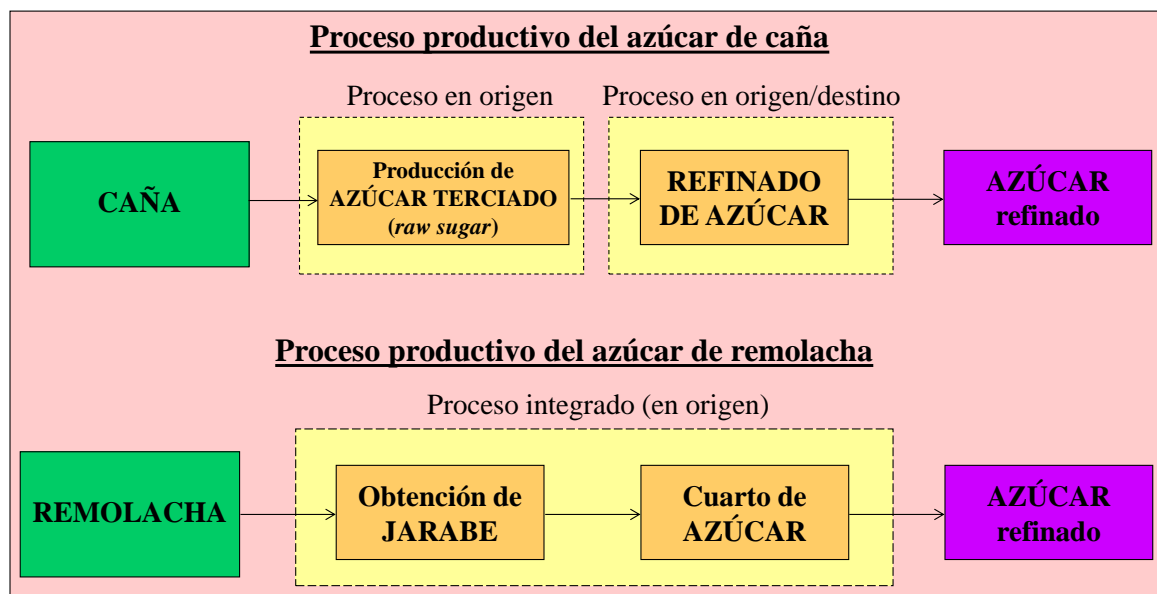 Proceso productivo del azúcar de caña
Proceso en origen
Proceso en origen/destino
CAÑA
Producción de
AZÚCAR TERCIADO
(raw sugar)
REFINADO
DE AZÚCAR
AZÚCAR
refinado
Proceso productivo del azúcar de remolacha
Proceso integrado (en origen)
REMOLACHA
Obtención de
JARABE
Cuarto de
AZÚCAR
AZÚCAR
refinado